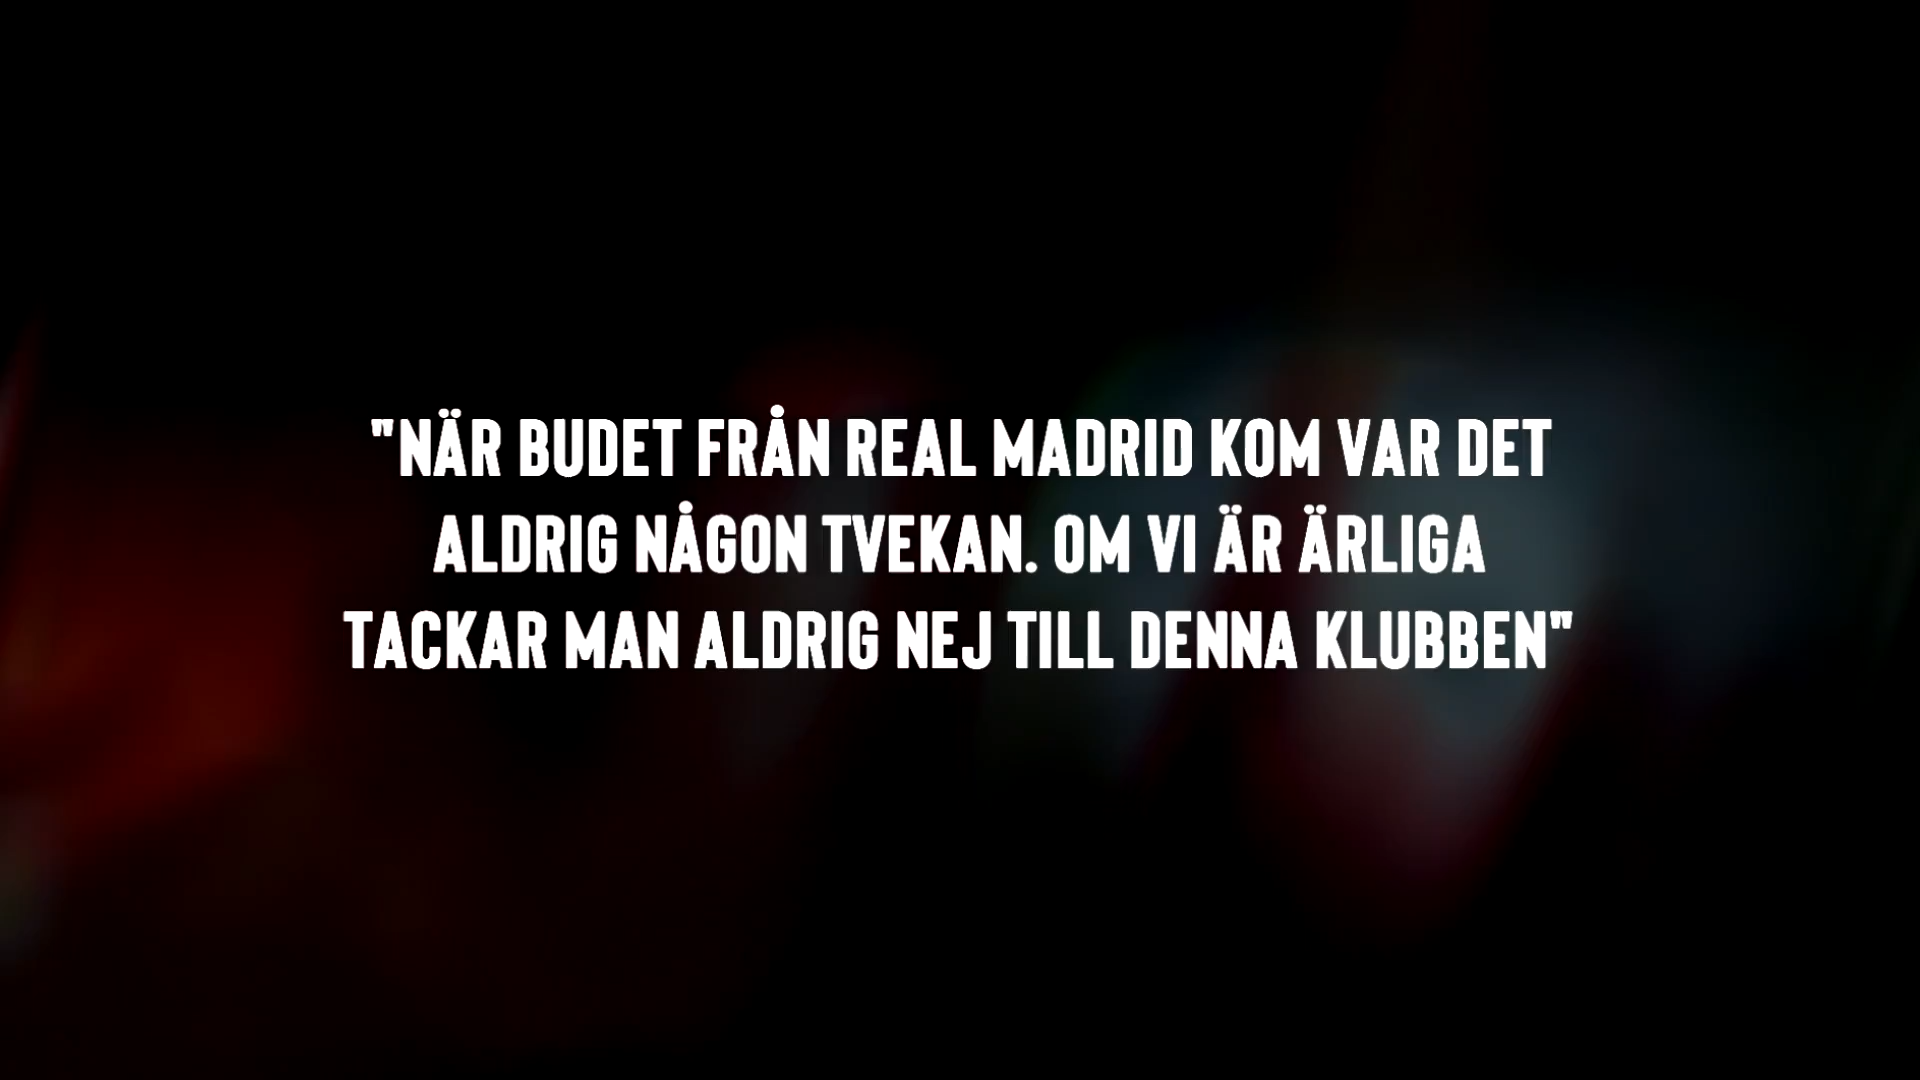 "NÄR BUDET FRÅN REAL MADRID KOM VAR DET
ALDRIG NÅGON TVEKAN. OM VI ÄR ÄRLIGA
TACKAR MAN ALDRIG NEJ TILL DENNA KLUBBEN"